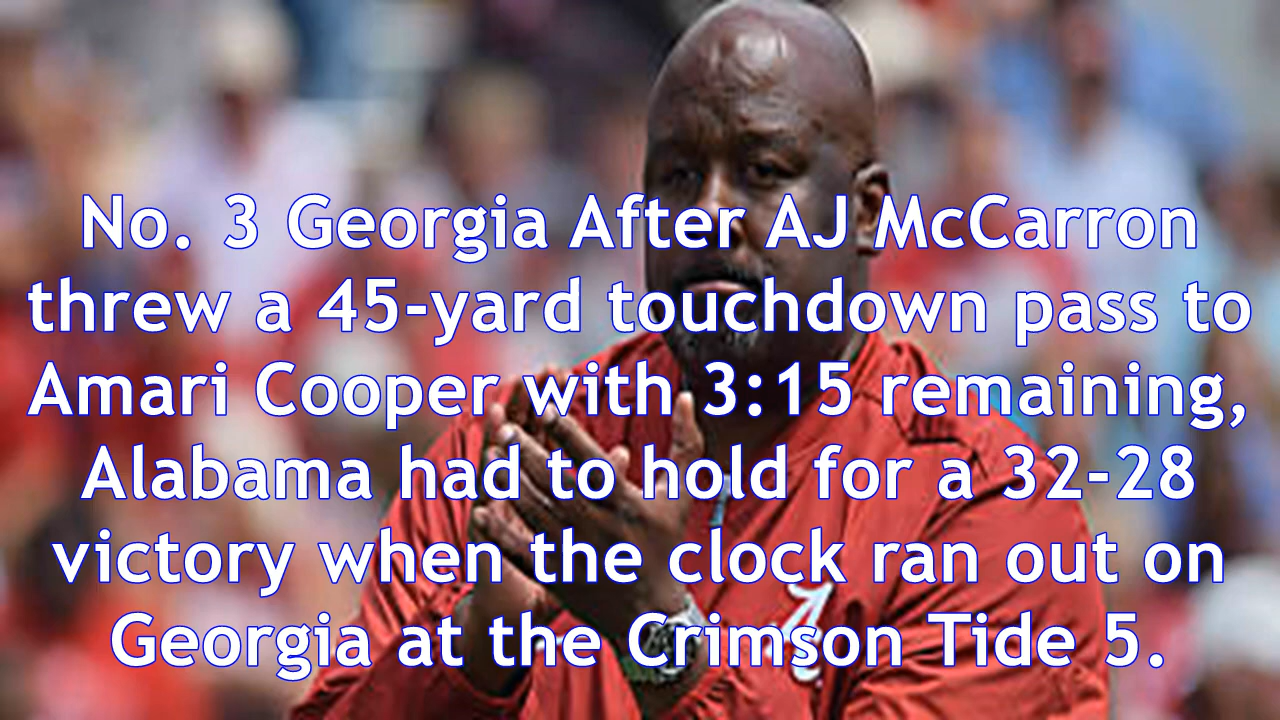 No. 3 Georgia After AJ McCarron
threw a 45-yard touchdown pass to
Amari Cooper with 3:15 remaining,
Alabama had to hold for a 32-28
victory when the clock ran out on
Georgia at the Crimson Tide 5.
A